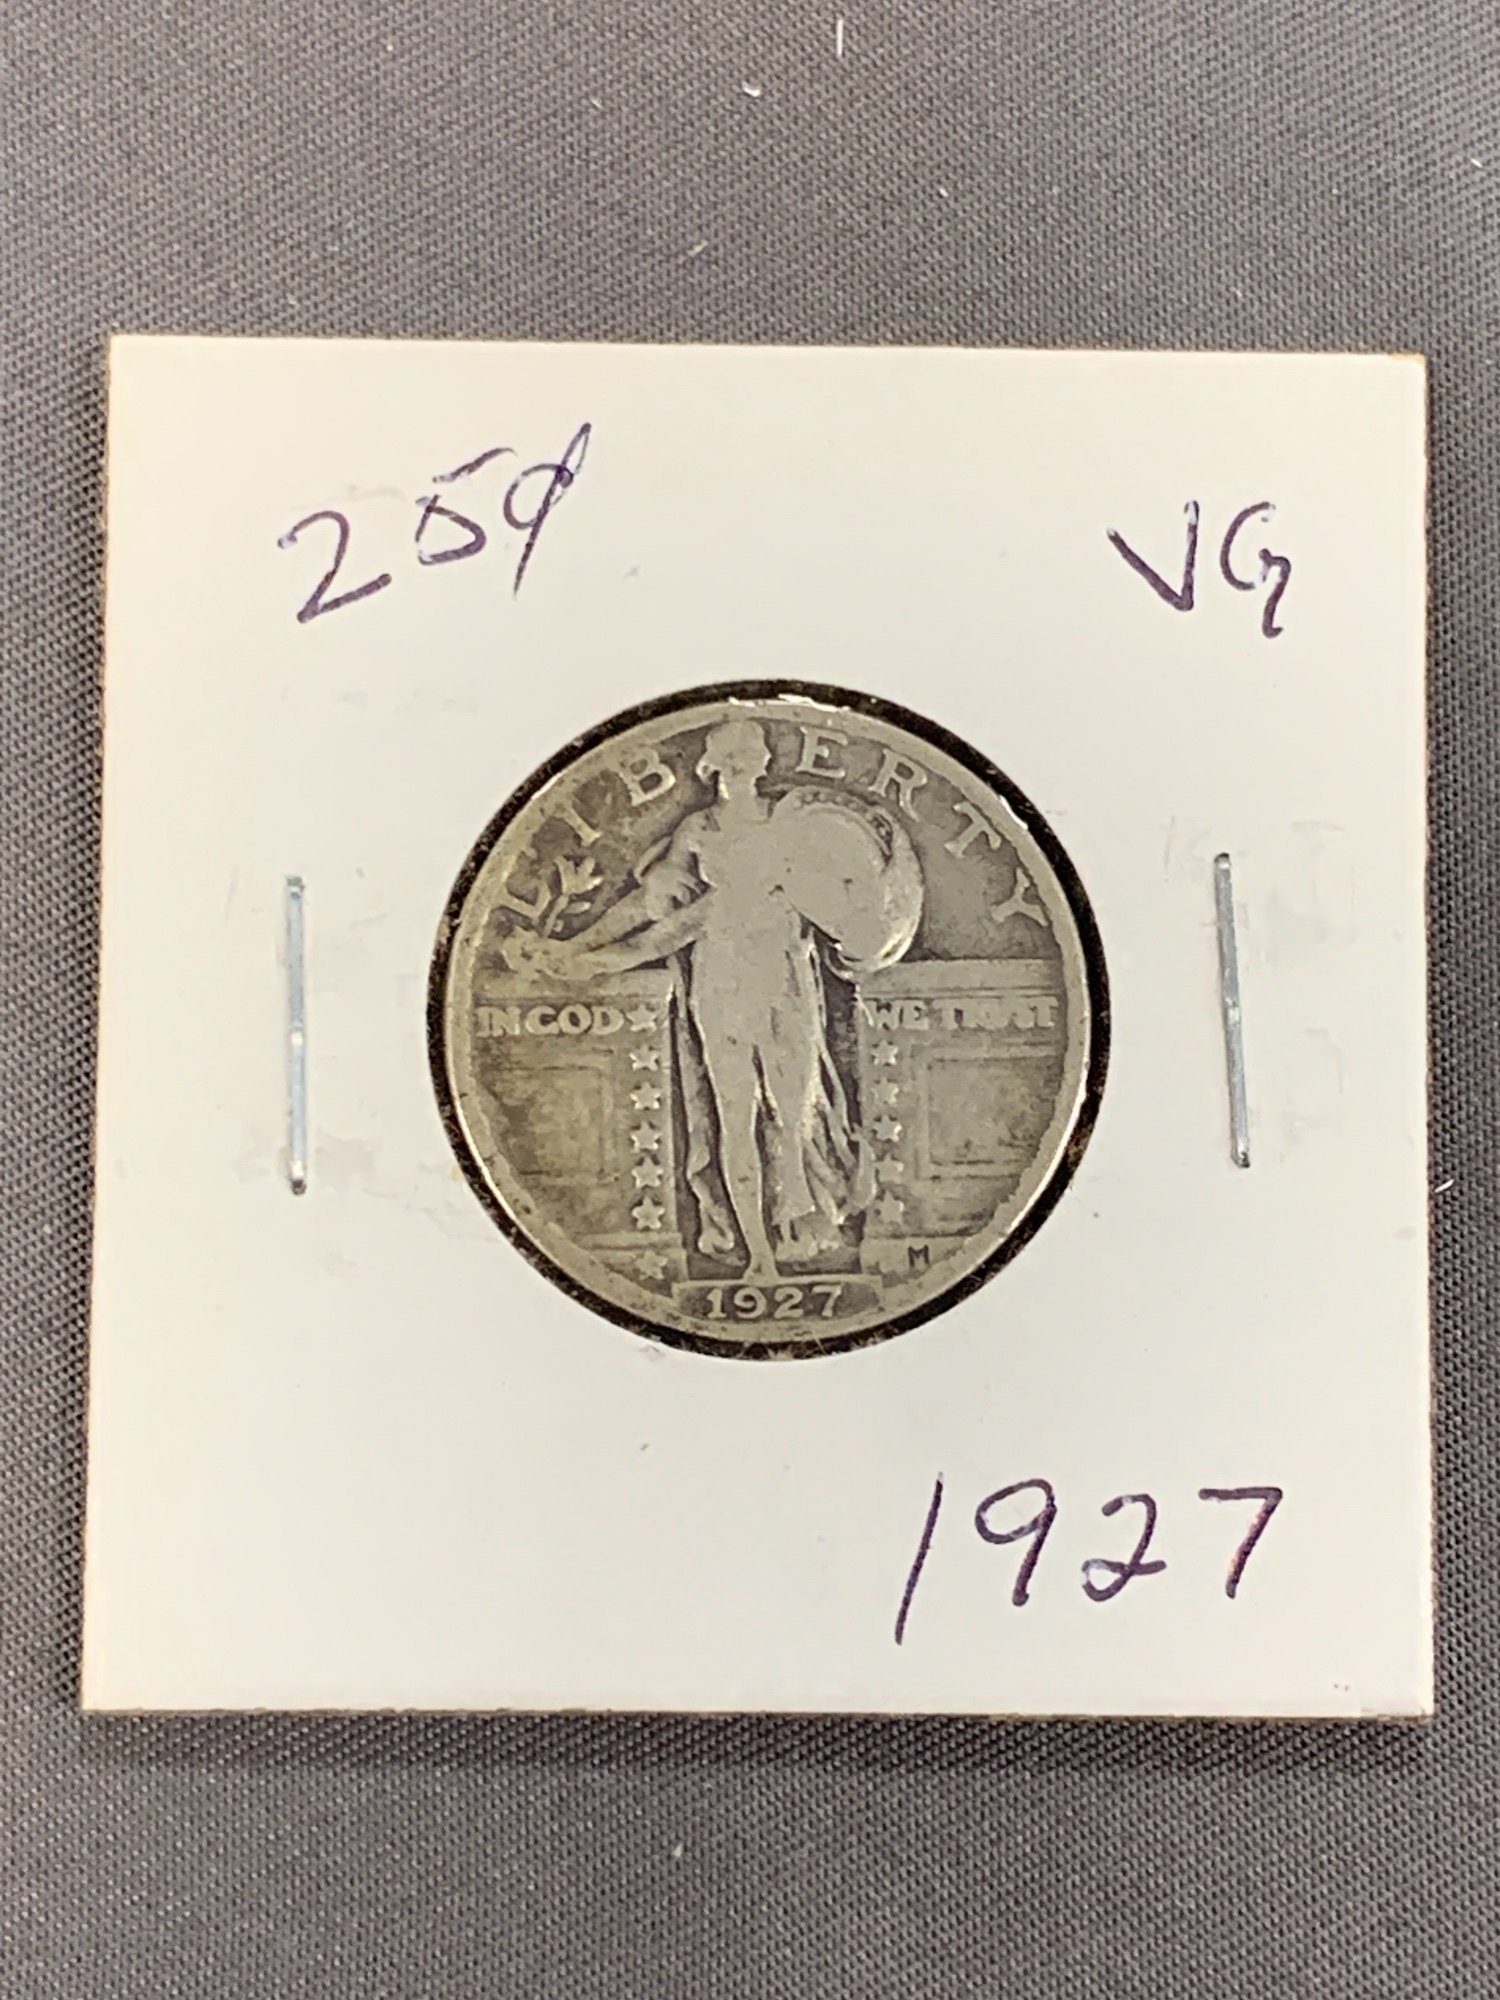 25¢ VG
LIBERTY
IN GOD WE TRUST
M
1927
1927